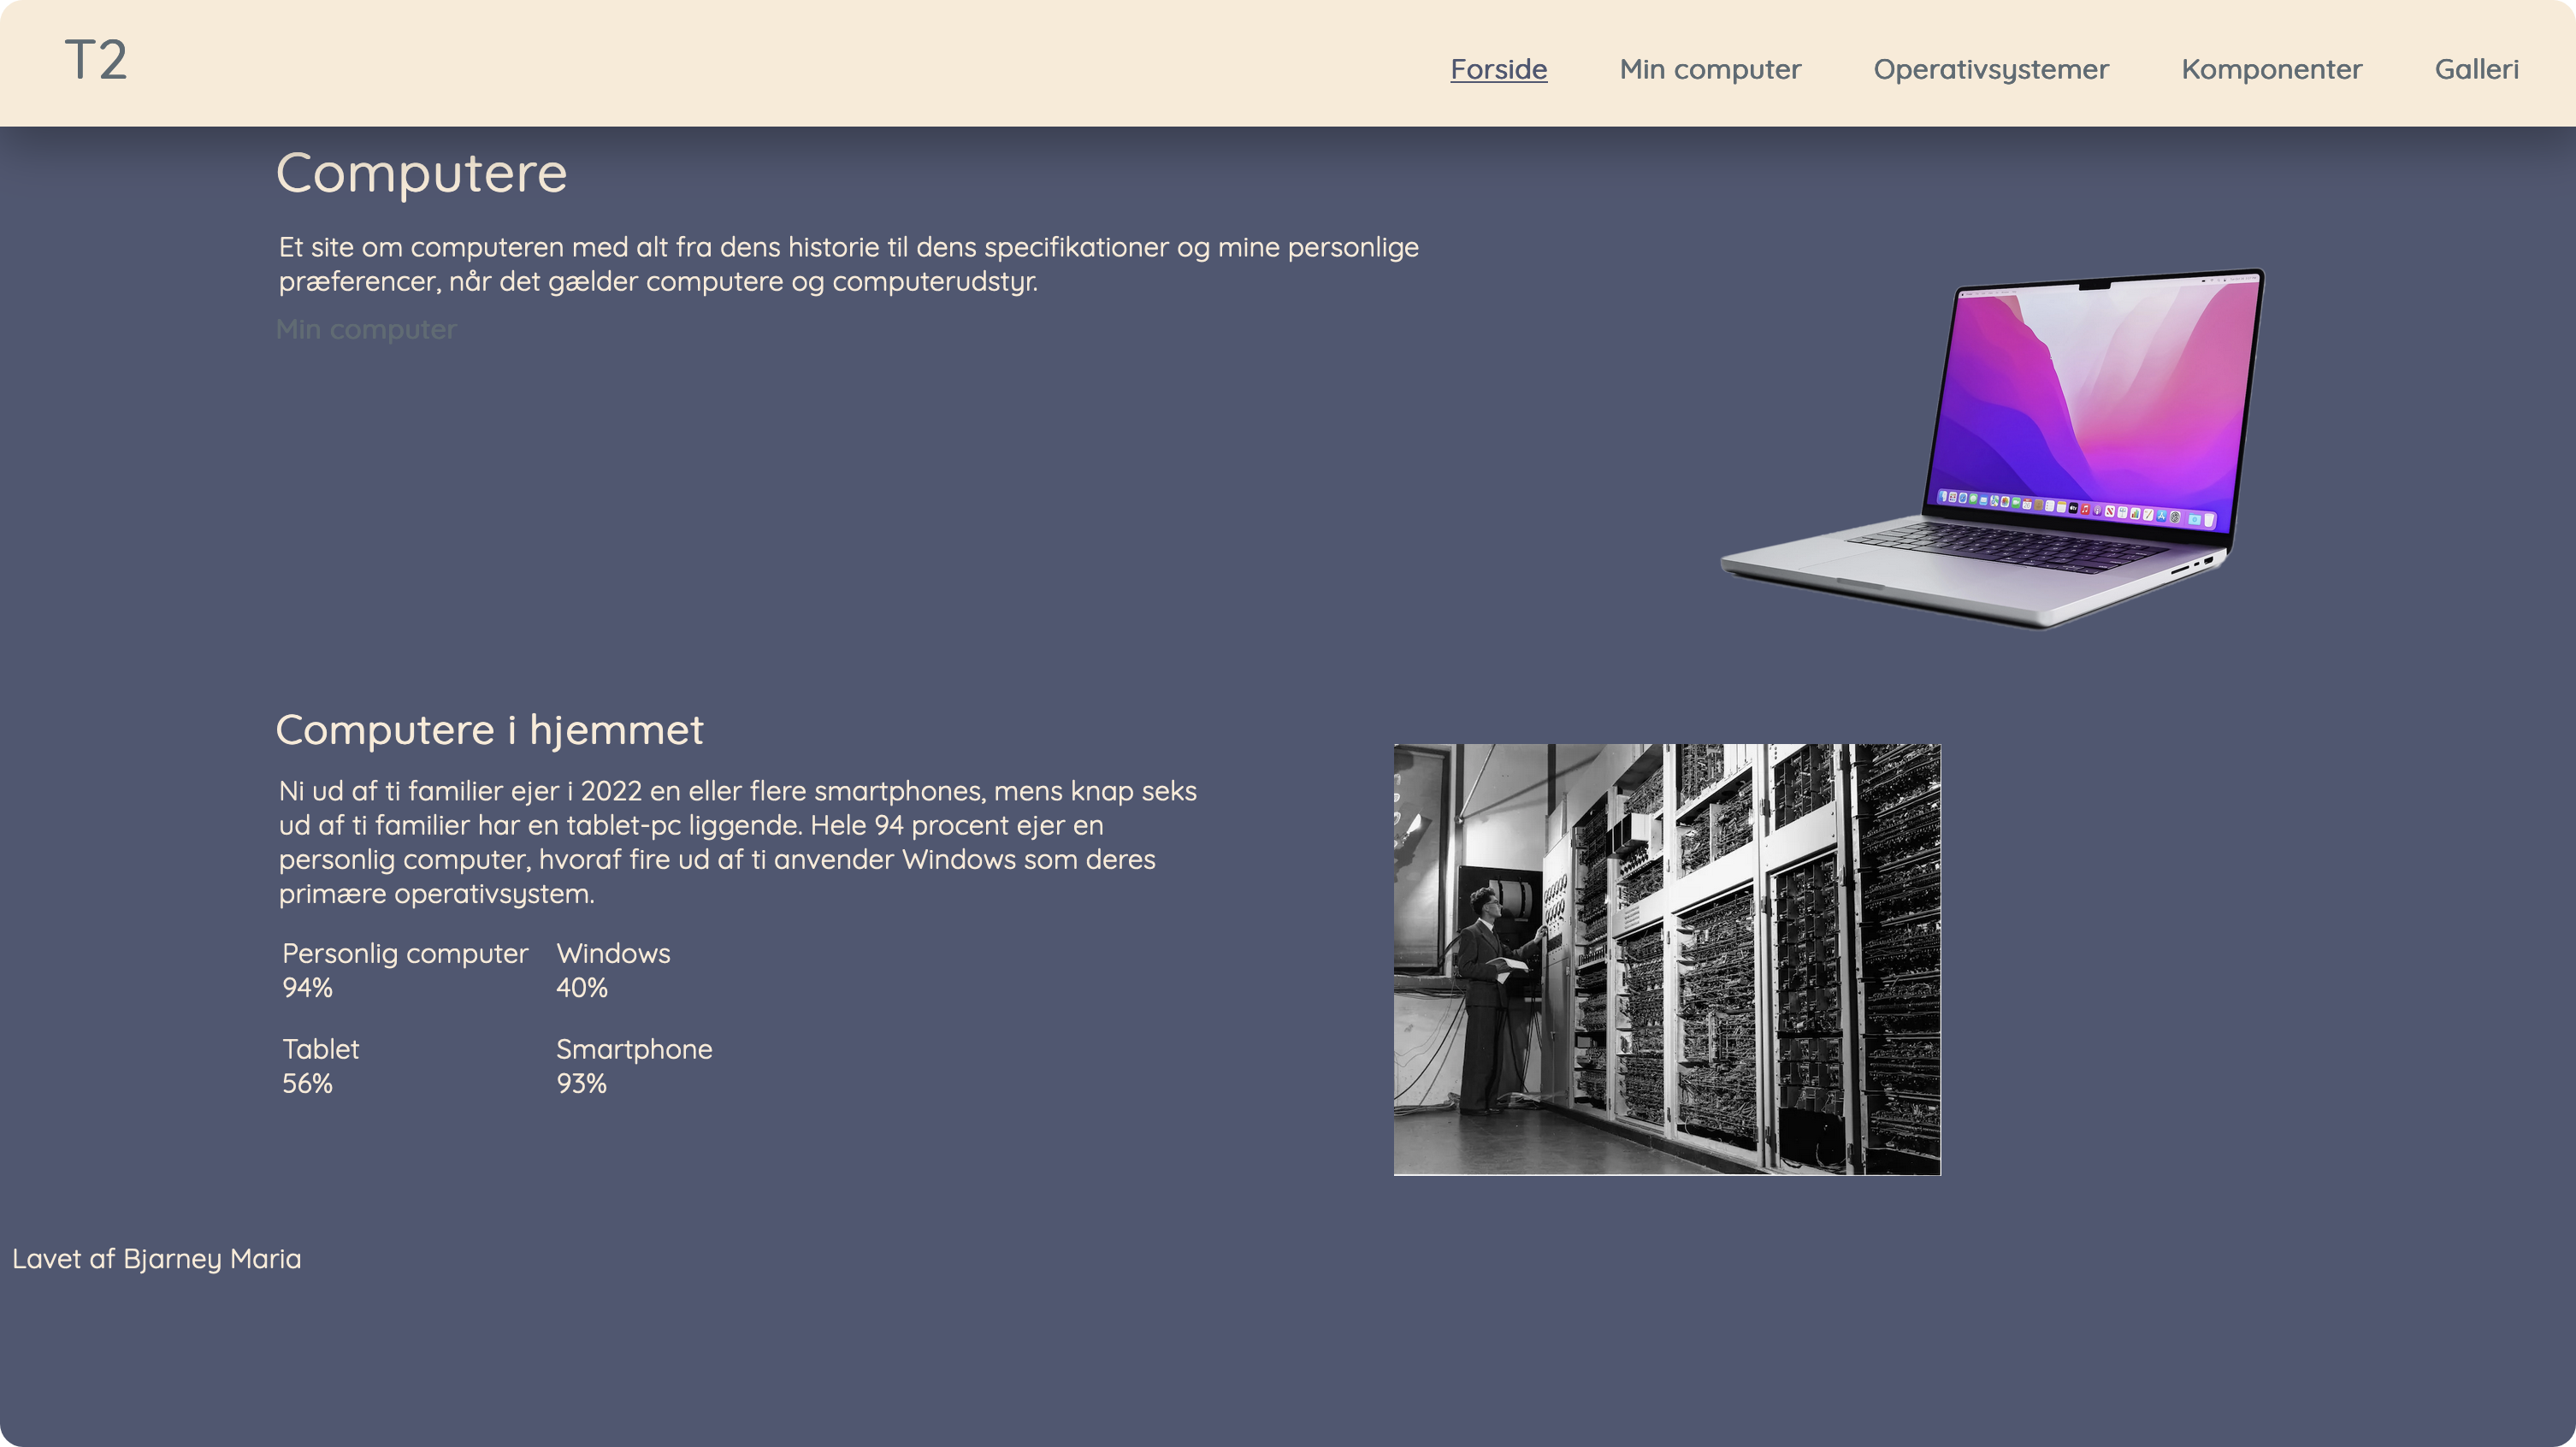 T2
Forside
Min computer
Operativsystemer
Komponenter
Galleri
Computere
Et site om computeren med alt fra dens historie til dens specifikationer og mine personlige
præferencer, når det gælder computere og computerudstyr.
Min computer
Computere i hjemmet
Ni ud af ti familier ejer i 2022 en eller flere smartphones, mens knap seks
ud af ti familier har en tablet-pc liggende. Hele 94 procent ejer en
personlig computer, hvoraf fire ud af ti anvender Windows som deres
primære operativsystem.
Personlig computer
94%
Windows
40%
Tablet
56%
Smartphone
93%
Lavet af Bjarney Maria